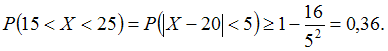 P(15 < X < 25) = P(|X − 20| < 5) ≥ 1 − 16/5² = 0,36.